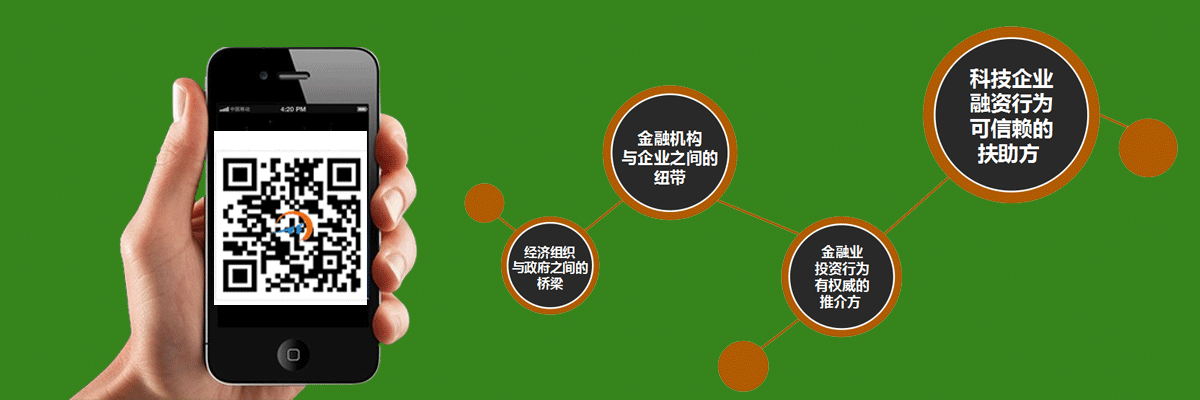 中国移动
4:20 PM
经济组织
与政府之间的
桥梁
金融机构
与企业之间的
纽带
金融业
投资行为
有权威的
推介方
科技企业
融资行为
可信赖的
扶助方